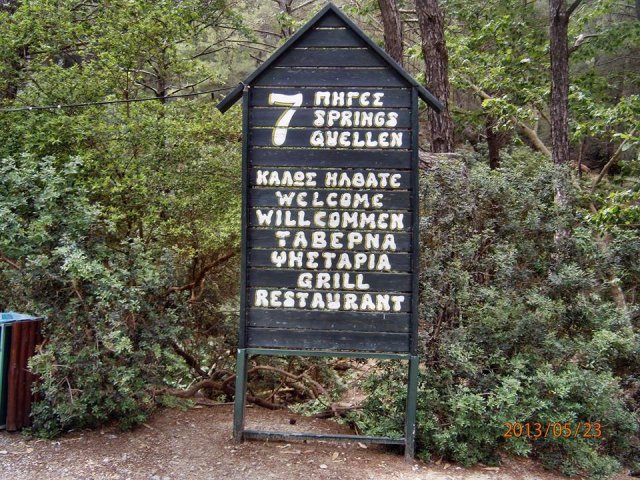 7 ΠΗΓΕΣ
SPRINGS
QUELLEN
ΚΑΛΩΣ ΗΛΘΑΤΕ
WELCOME
WILLCOMMEN
ΤΑΒΕΡΝΑ
ΨΗΣΤΑΡΙΑ
GRILL
RESTAURANT
2013/05/23